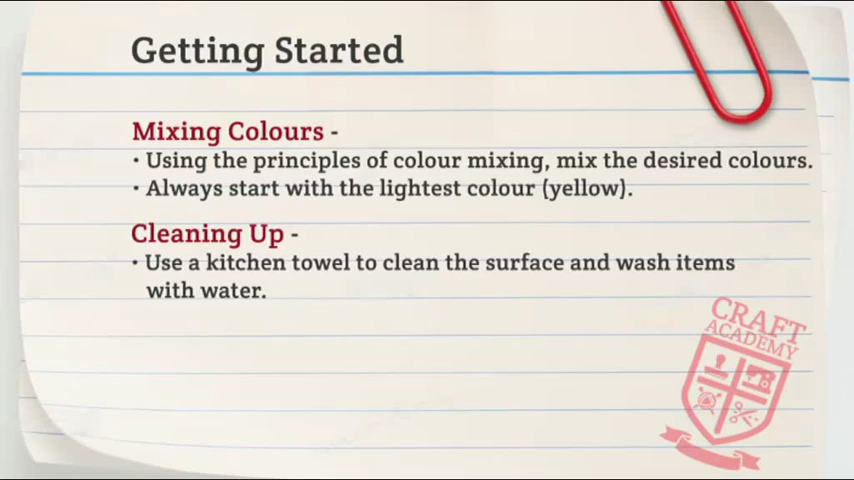 Getting Started
Mixing Colours -
• Using the principles of colour mixing, mix the desired colours.
• Always start with the lightest colour (yellow).
Cleaning Up -
• Use a kitchen towel to clean the surface and wash items
with water.
CRAFT
ACADEMY